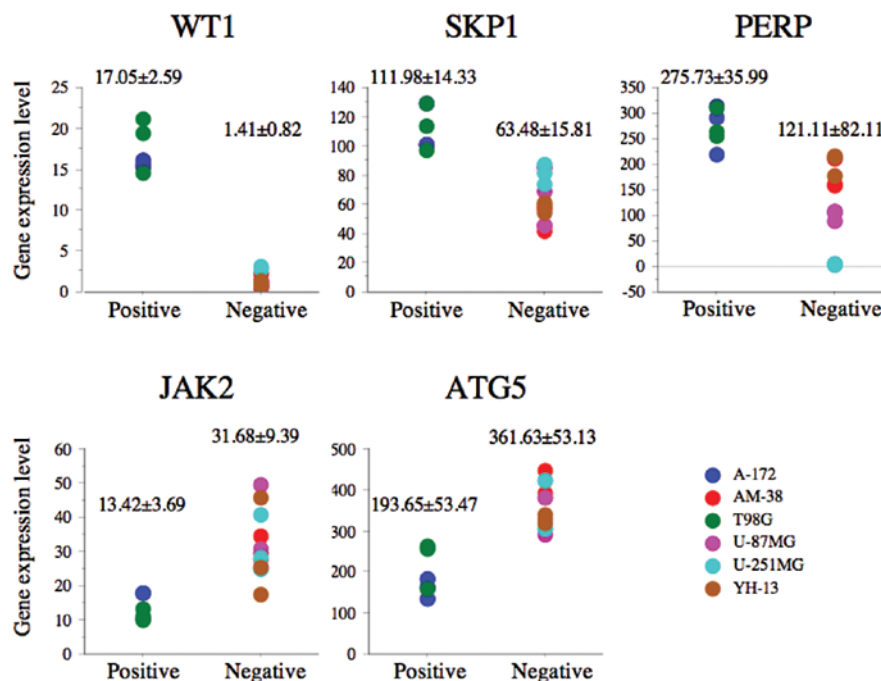 WT1 SKP1 PERP
17.05±2.59 111.98±14.33 275.73±35.99
1.41±0.82 63.48±15.81 121.11±82.11
Gene expression level
25 20 15 10 5 0
140 120 100 80 60 40 20 0
350 300 250 200 150 100 50 0 -50
Positive Negative Positive Negative Positive Negative
JAK2 ATG5
31.68±9.39 361.63±53.13
13.42±3.69 193.65±53.47
Gene expression level
60 50 40 30 20 10 0
500 400 300 200 100 0
Positive Negative Positive Negative
A-172
AM-38
T98G
U-87MG
U-251MG
YH-13